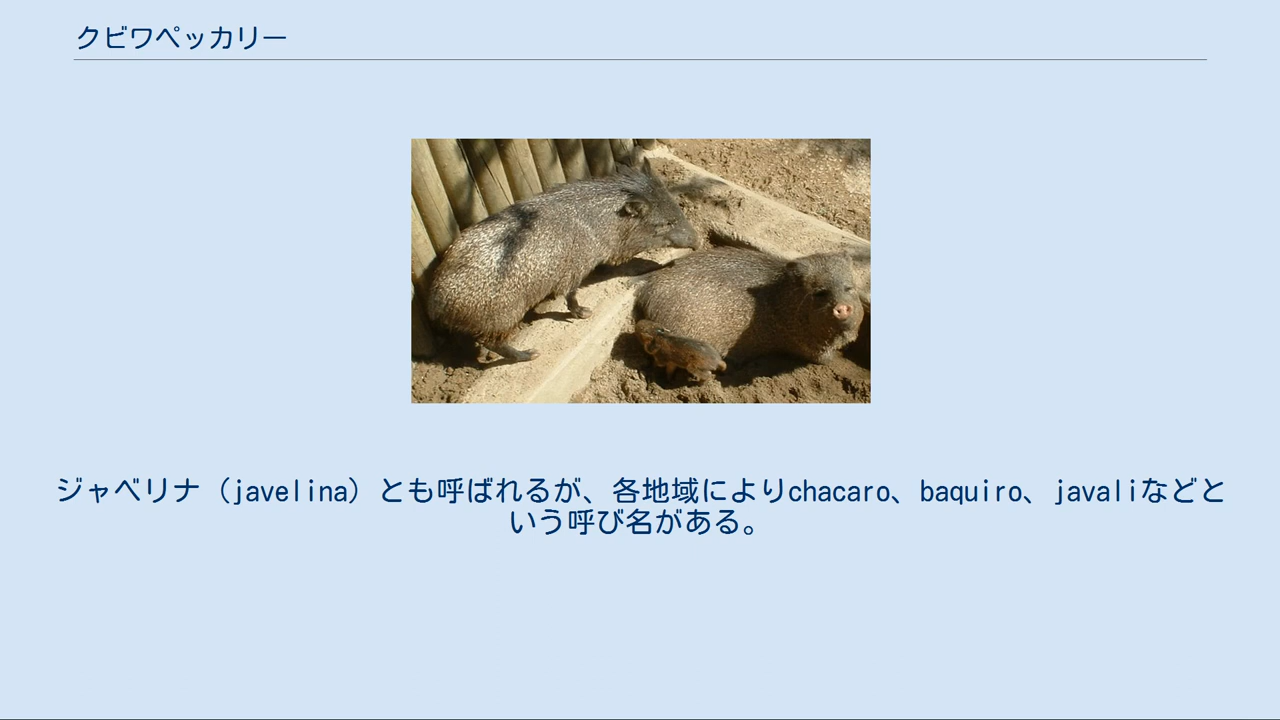 クビワペッカリー
ジャベリナ（javelina）とも呼ばれるが、各地域によりchacaro、baquiro、javaliなどと
いう呼び名がある。